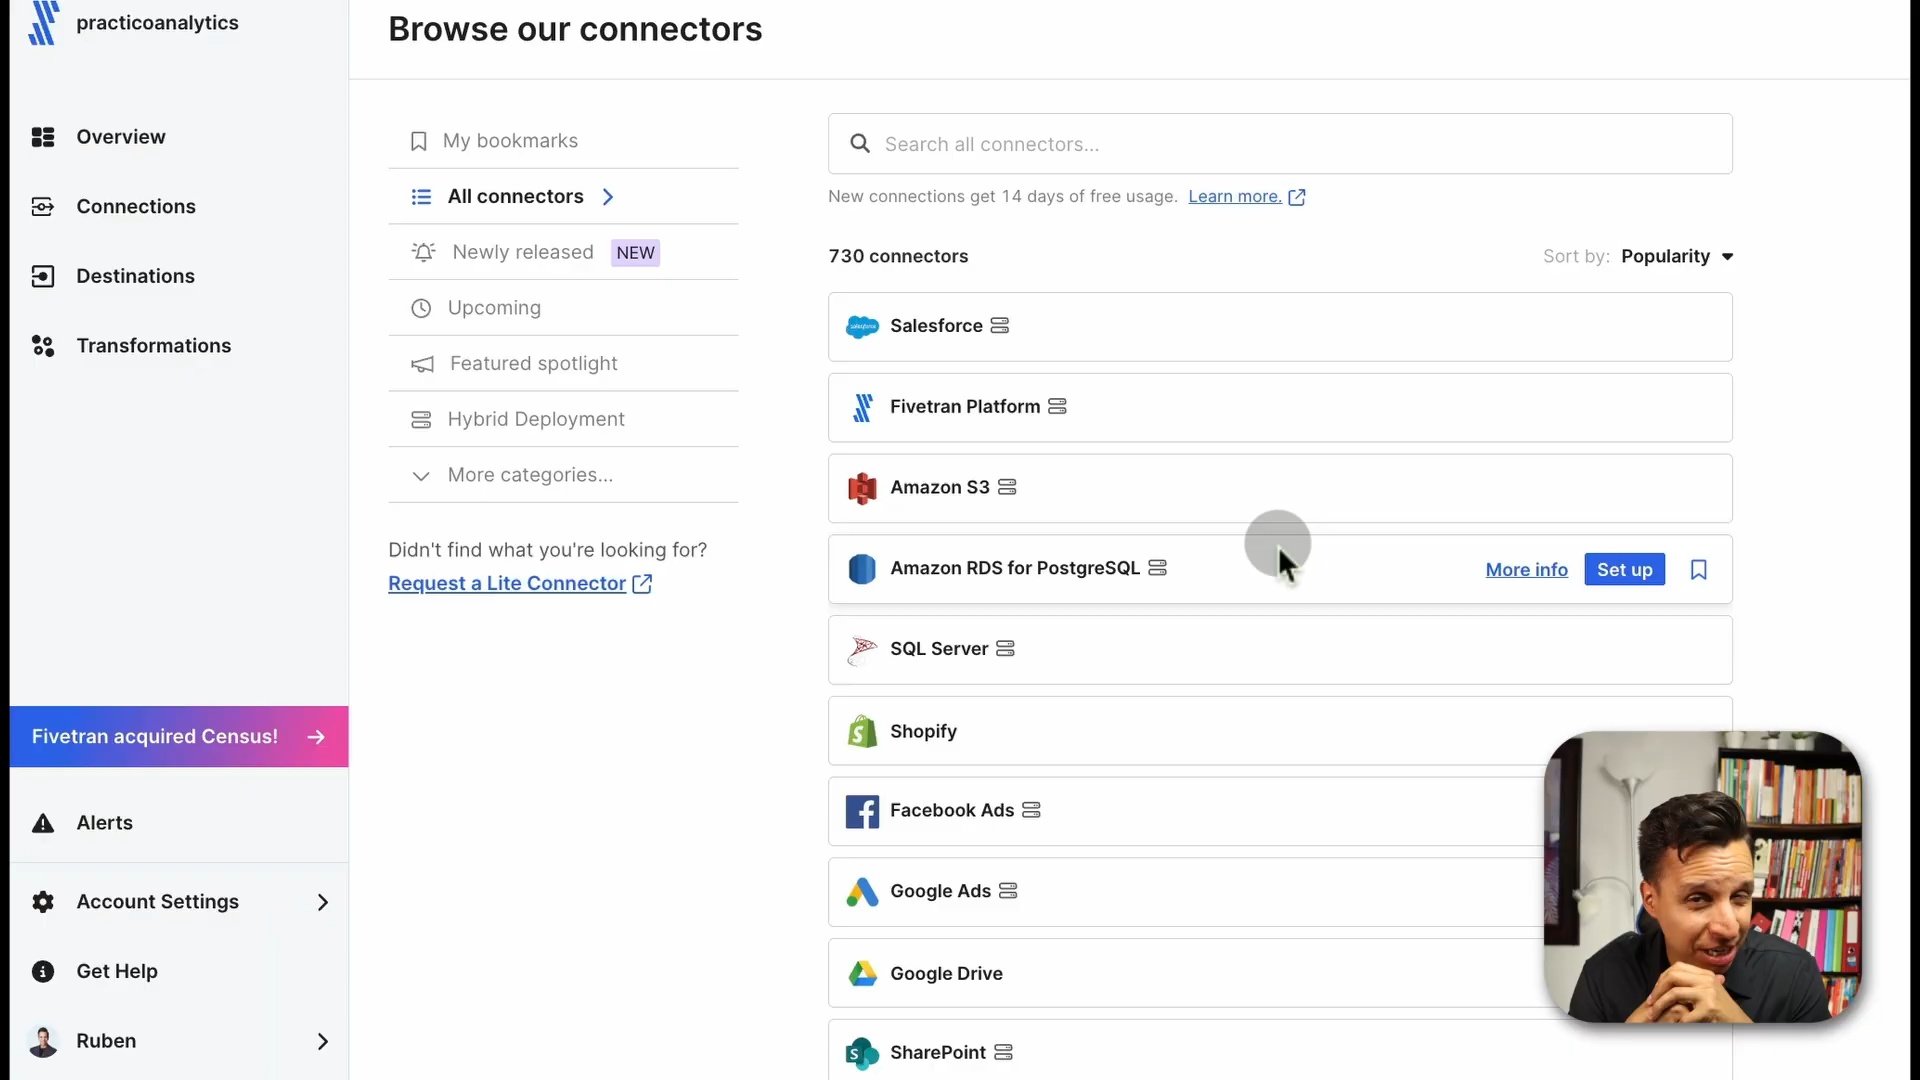 practicoanalytics
Overview
Connections
Destinations
Transformations
Fivetran acquired Census!
Alerts
Account Settings
Get Help
Ruben
Browse our connectors
My bookmarks
All connectors
Newly released NEW
Upcoming
Featured spotlight
Hybrid Deployment
More categories...
Didn't find what you're looking for?
Request a Lite Connector
Search all connectors...
New connections get 14 days of free usage. Learn more.
730 connectors
Sort by: Popularity
salesforce Salesforce
Fivetran Platform
Amazon S3
Amazon RDS for PostgreSQL More info Set up
SQL Server
Shopify
Facebook Ads
Google Ads
Google Drive
SharePoint